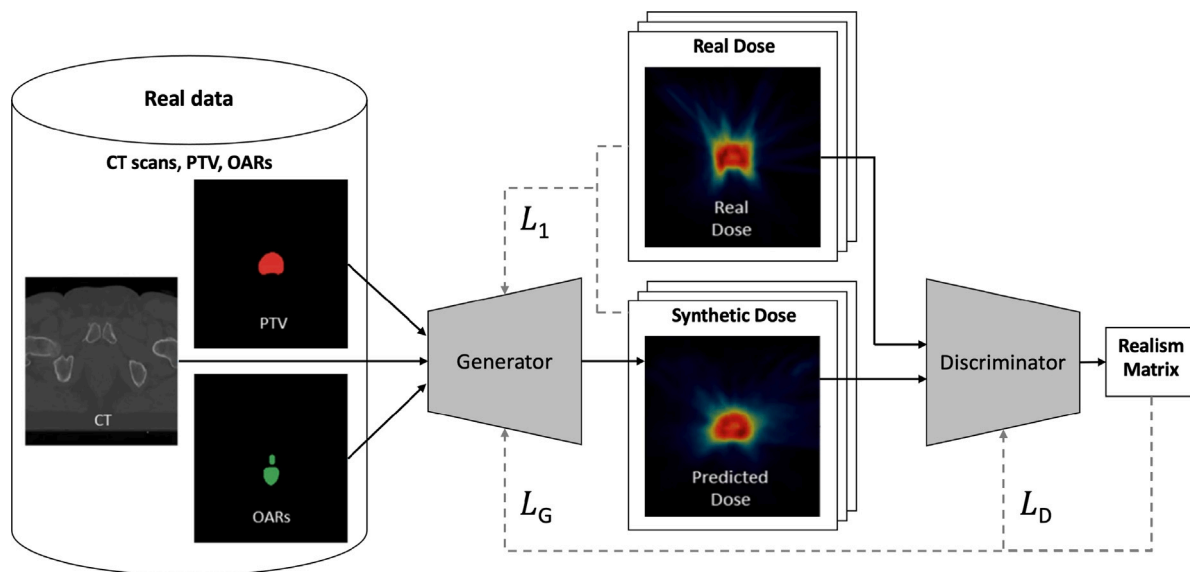 Real data
CT scans, PTV, OARs
PTV
CT
OARs
L1
Generator
LG
Real Dose
Real
Dose
Synthetic Dose
Predicted
Dose
Discriminator
LD
Realism
Matrix